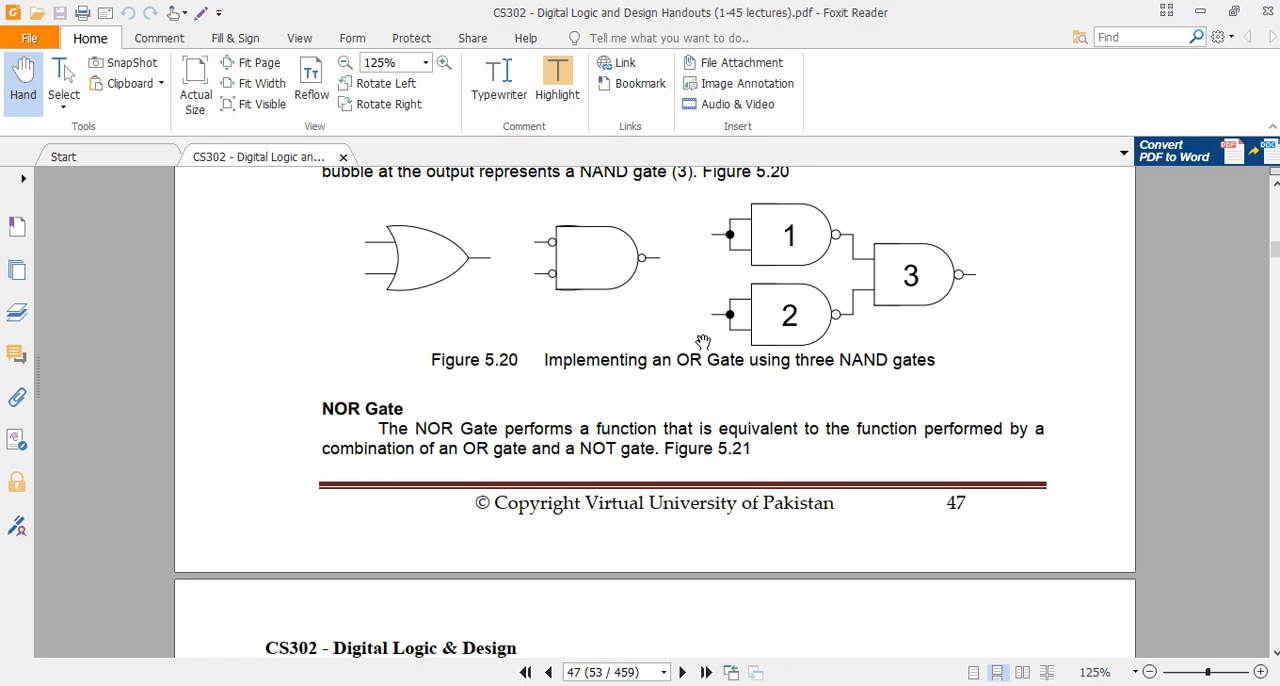 CS302 - Digital Logic and Design Handouts (1-45 lectures).pdf - Foxit Reader
File Home Comment Fill & Sign View Form Protect Share Help Tell me what you want to do.. Find
Hand
Select
SnapShot
Clipboard
Tools
Actual Size
Fit Page
Fit Width
Fit Visible
Reflow
125%
Rotate Left
Rotate Right
View
Typewriter
Highlight
Comment
Link
Bookmark
Links
File Attachment
Image Annotation
Audio & Video
Insert
Start
CS302 - Digital Logic an...
Convert
PDF to Word
PDF
DOC
bubble at the output represents a NAND gate (3). Figure 5.20
1
2
3
Figure 5.20 Implementing an OR Gate using three NAND gates
NOR Gate
The NOR Gate performs a function that is equivalent to the function performed by a
combination of an OR gate and a NOT gate. Figure 5.21
© Copyright Virtual University of Pakistan 47
CS302 - Digital Logic & Design
47 (53 / 459)
125%